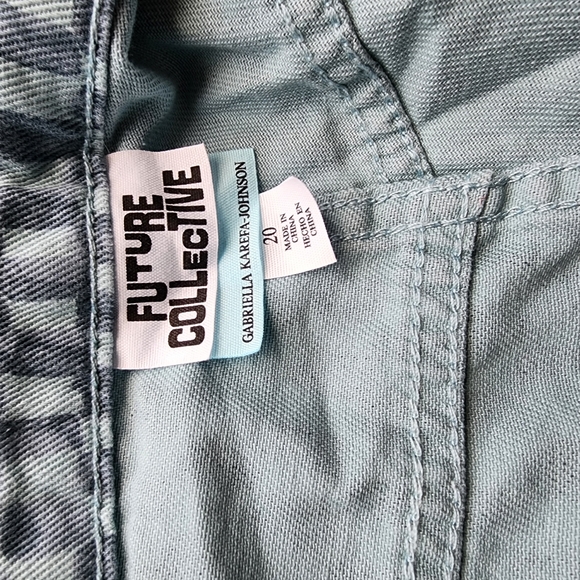 FUTURE
COLLECTIVE
GABRIELLA KAREFA-JOHNSON
20
MADE IN
CHINA
HECHO EN
CHINA